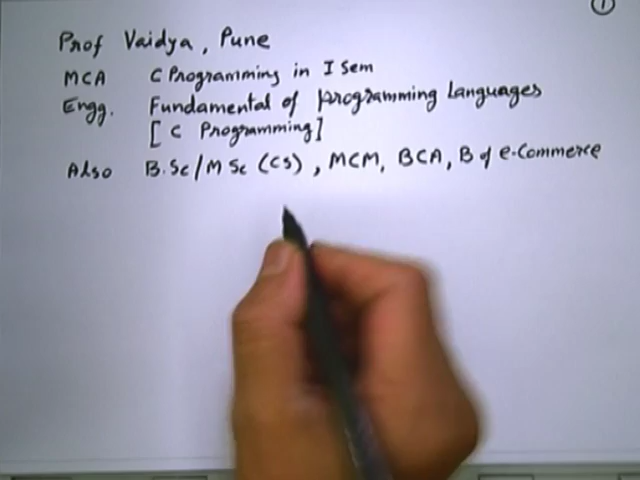 1
Prof Vaidya, Pune
MCA C Programming in I Sem
Engg. Fundamental of programming Languages
[ C Programming]
Also B.Sc/M Sc (CS), MCM, BCA, B of e-Commerce